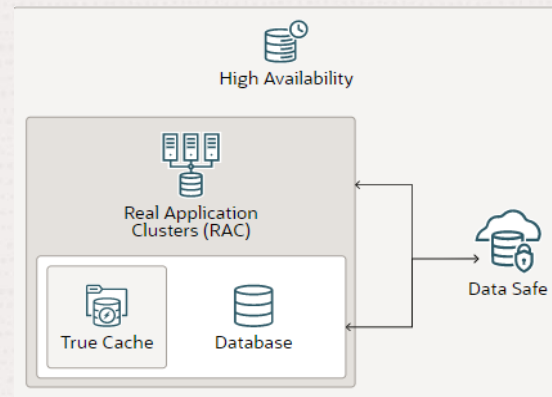 High Availability
Real Application
Clusters (RAC)
Data Safe
True Cache
Database